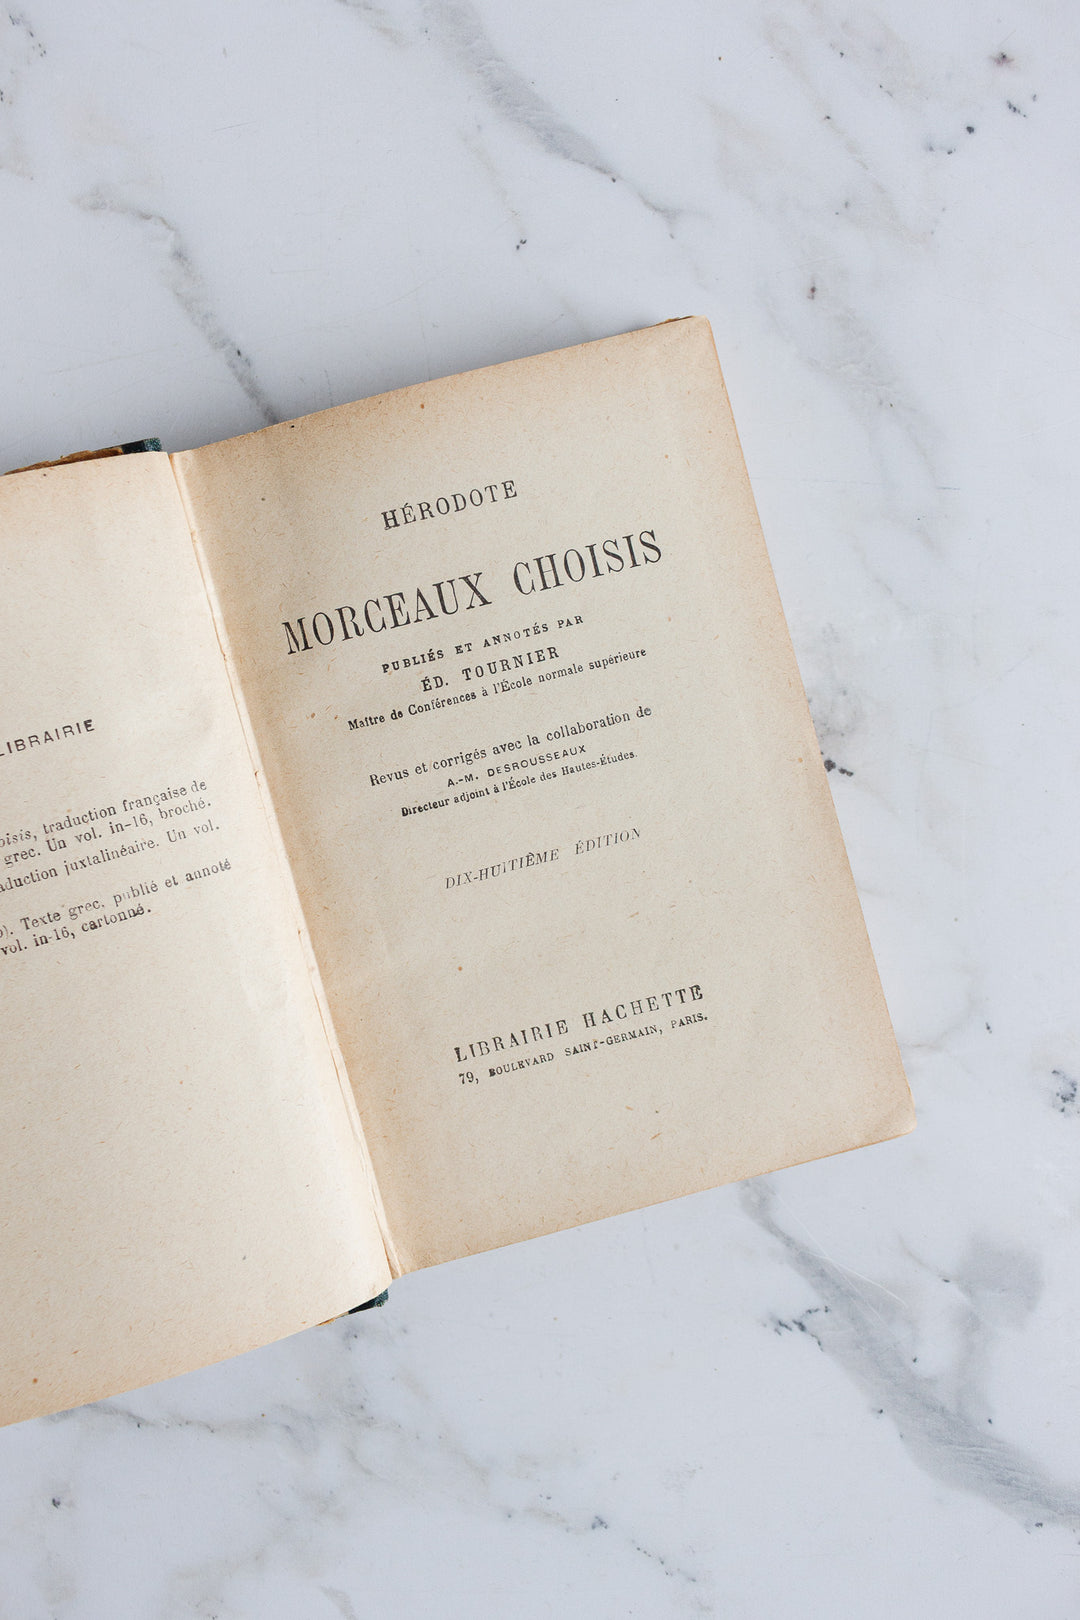 LIBRAIRIE
traduction française de
grec. Un vol. in-16, broché.
traduction juxtalinéaire. Un vol.
Texte grec, publié et annoté
vol. in-16, cartonné.
HÉRODOTE
MORCEAUX CHOISIS
PUBLIÉS ET ANNOTÉS PAR
ÉD. TOURNIER
Maître de Conférences à l'École normale supérieure
Revus et corrigés avec la collaboration de
A.-M. DESROUSSEAUX
Directeur adjoint à l'École des Hautes-Études.
DIX-HUITIÈME ÉDITION
LIBRAIRIE HACHETTE
79, BOULEVARD SAINT-GERMAIN, PARIS.